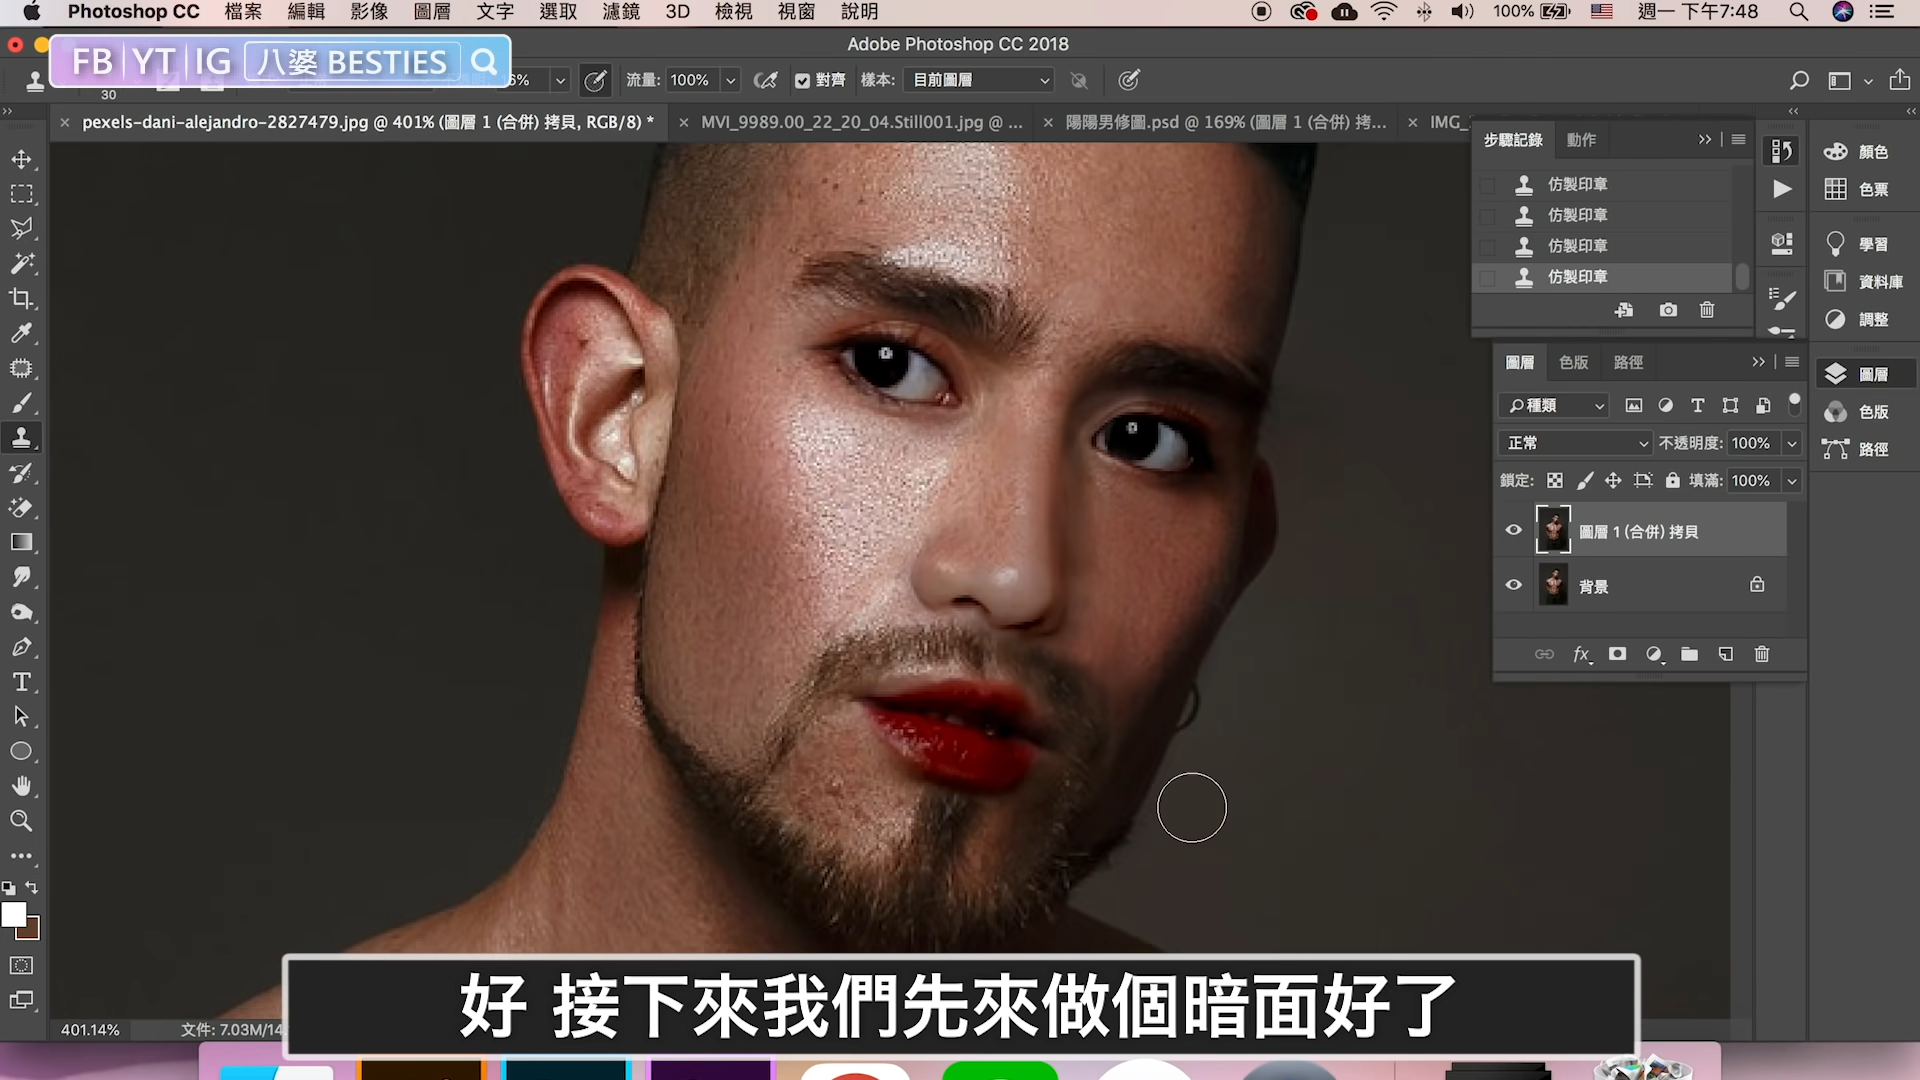 Photoshop CC 檔案 編輯 影像 圖層 文字 選取 濾鏡 3D 檢視 視窗 說明 100% 週一 下午7:48
Adobe Photoshop CC 2018
FB YT IG 八婆 BESTIES
6% 流量: 100% 對齊 樣本: 目前圖層
30
pexels-dani-alejandro-2827479.jpg @ 401% (圖層 1 (合併) 拷貝, RGB/8) *
MVI_9989.00_22_20_04.Still001.jpg @ ...
陽陽男修圖.psd @ 169% (圖層 1 (合併) 拷...
IMG_
步驟記錄 動作
仿製印章
仿製印章
仿製印章
仿製印章
顏色
色票
學習
資料庫
調整
圖層
色版
路徑
圖層 色版 路徑
種類
正常 不透明度: 100%
鎖定: 填滿: 100%
圖層 1 (合併) 拷貝
背景
fx
好 接下來我們先來做個暗面好了
401.14% 文件: 7.03M/14